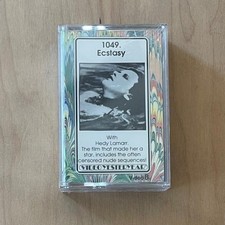 1049.
Ecstasy
With
Hedy Lamarr.
The film that made her a
star. Includes the often-
censored nude sequences!
VIDEO YESTERYEAR